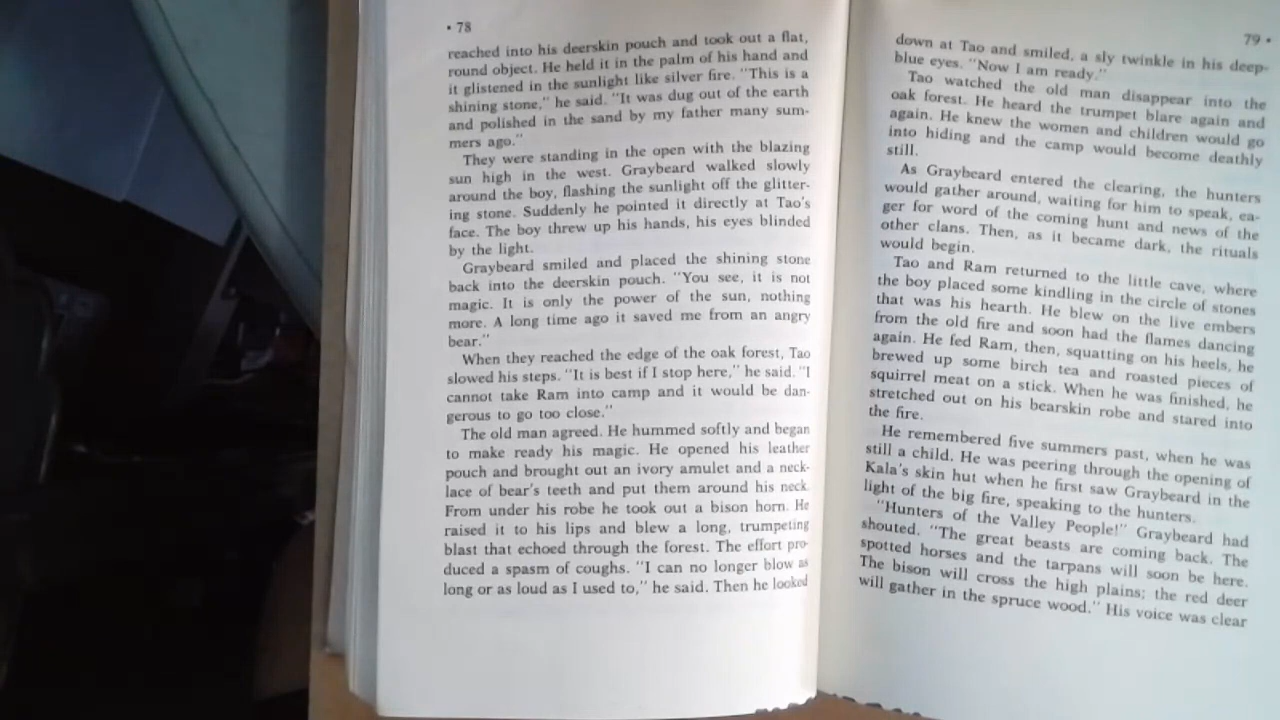 • 78
reached into his deerskin pouch and took out a flat,
round object. He held it in the palm of his hand and
it glistened in the sunlight like silver fire. "This is a
shining stone," he said. "It was dug out of the earth
and polished in the sand by my father many sum-
mers ago."
They were standing in the open with the blazing
sun high in the west. Graybeard walked slowly
around the boy, flashing the sunlight off the glitter-
ing stone. Suddenly he pointed it directly at Tao's
face. The boy threw up his hands, his eyes blinded
by the light.
Graybeard smiled and placed the shining stone
back into the deerskin pouch. "You see, it is not
magic. It is only the power of the sun, nothing
more. A long time ago it saved me from an angry
bear."
When they reached the edge of the oak forest, Tao
slowed his steps. "It is best if I stop here," he said. "I
cannot take Ram into camp and it would be dan-
gerous to go too close."
The old man agreed. He hummed softly and began
to make ready his magic. He opened his leather
pouch and brought out an ivory amulet and a neck-
lace of bear's teeth and put them around his neck.
From under his robe he took out a bison horn. He
raised it to his lips and blew a long, trumpeting
blast that echoed through the forest. The effort pro-
duced a spasm of coughs. "I can no longer blow as
long or as loud as I used to," he said. Then he looked
79 •
down at Tao and smiled, a sly twinkle in his deep-
blue eyes. "Now I am ready."
Tao watched the old man disappear into the
oak forest. He heard the trumpet blare again and
again. He knew the women and children would go
into hiding and the camp would become deathly
still.
As Graybeard entered the clearing, the hunters
would gather around, waiting for him to speak, ea-
ger for word of the coming hunt and news of the
other clans. Then, as it became dark, the rituals
would begin.
Tao and Ram returned to the little cave, where
the boy placed some kindling in the circle of stones
that was his hearth. He blew on the live embers
from the old fire and soon had the flames dancing
again. He fed Ram, then, squatting on his heels, he
brewed up some birch tea and roasted pieces of
squirrel meat on a stick. When he was finished, he
stretched out on his bearskin robe and stared into
the fire.
He remembered five summers past, when he was
still a child. He was peering through the opening of
Kala's skin hut when he first saw Graybeard in the
light of the big fire, speaking to the hunters.
"Hunters of the Valley People!" Graybeard had
shouted. "The great beasts are coming back. The
spotted horses and the tarpans will soon be here.
The bison will cross the high plains; the red deer
will gather in the spruce wood." His voice was clear